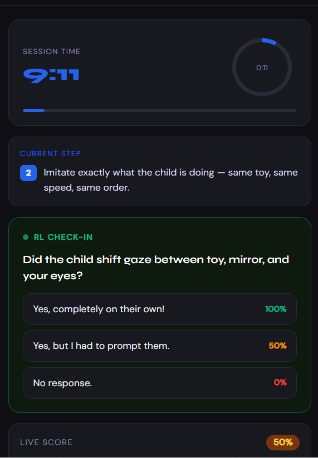 SESSION TIME
9:11
0:11
CURRENT STEP
2 Imitate exactly what the child is doing — same toy, same
speed, same order.
RL CHECK-IN
Did the child shift gaze between toy, mirror, and
your eyes?
Yes, completely on their own! 100%
Yes, but I had to prompt them. 50%
No response. 0%
LIVE SCORE 50%